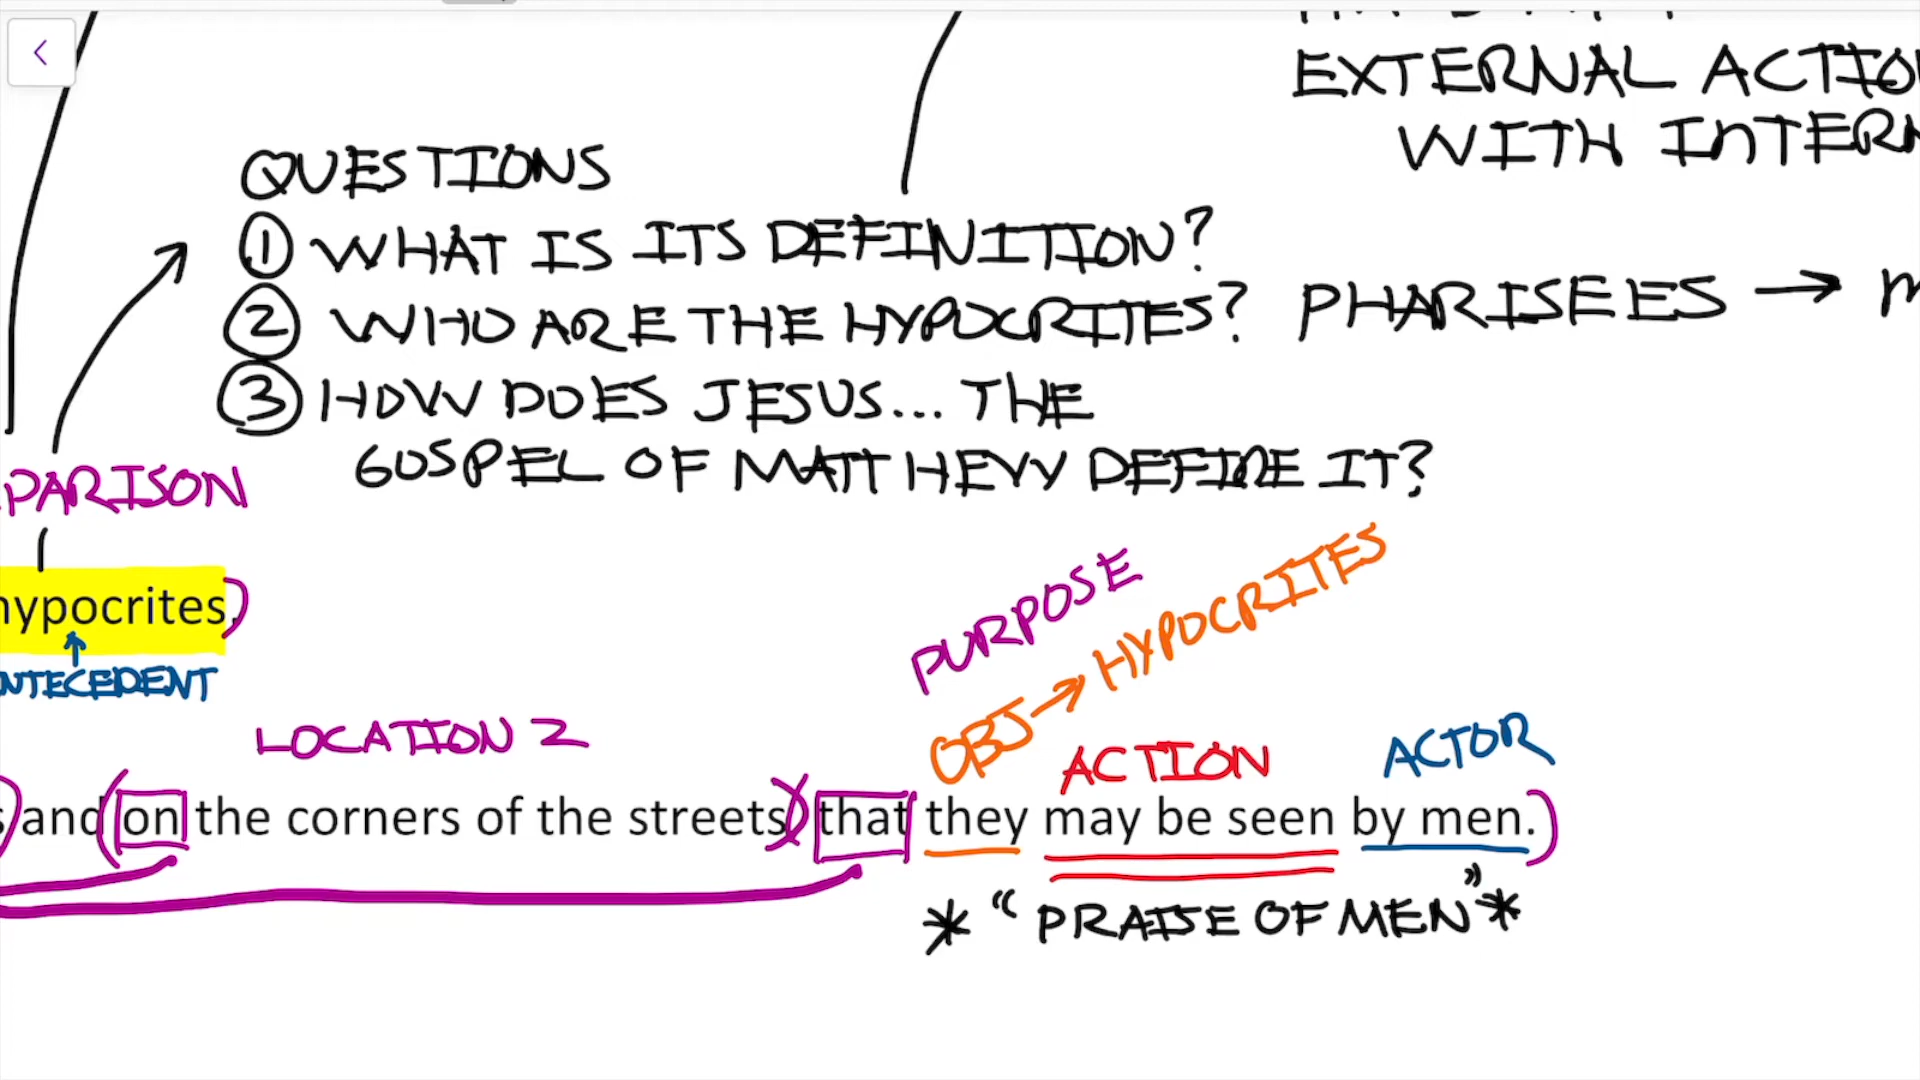 EXTERNAL ACTIO
WITH INTERN
QUESTIONS
① WHAT IS ITS DEFINITION?
② WHO ARE THE HYPOCRITES? PHARISEES →
③ HOW DOES JESUS... THE
GOSPEL OF MATTHEW DEFINE IT?
PARISON
hypocrites,
NTECEDENT
PURPOSE
OBJ → HYPOCRITES
LOCATION 2
ACTION
ACTOR
and (on the corners of the streets) that they may be seen by men.)
* "PRAISE OF MEN" *